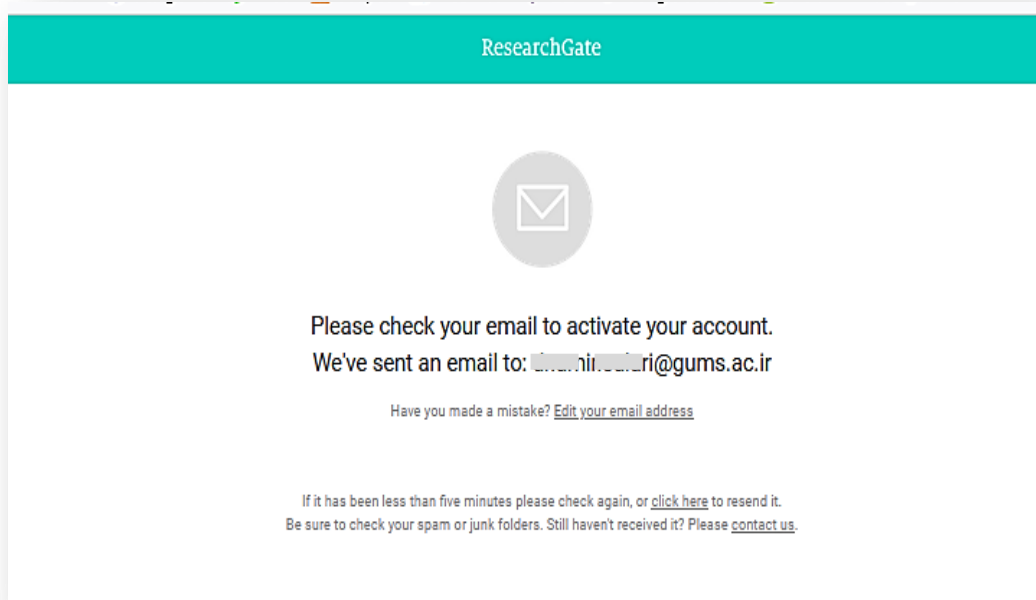 ResearchGate
Please check your email to activate your account.
We've sent an email to: ri@gums.ac.ir
Have you made a mistake? Edit your email address
If it has been less than five minutes please check again, or click here to resend it.
Be sure to check your spam or junk folders. Still haven't received it? Please contact us.